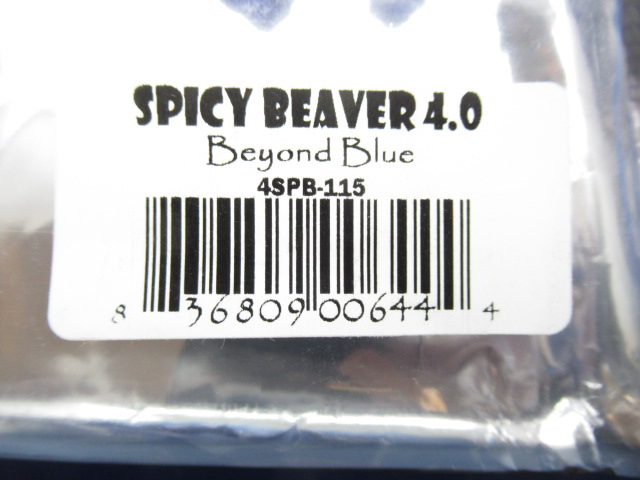 SPICY BEAVER 4.0
Beyond Blue
4SPB-115
8 36809 00644 4